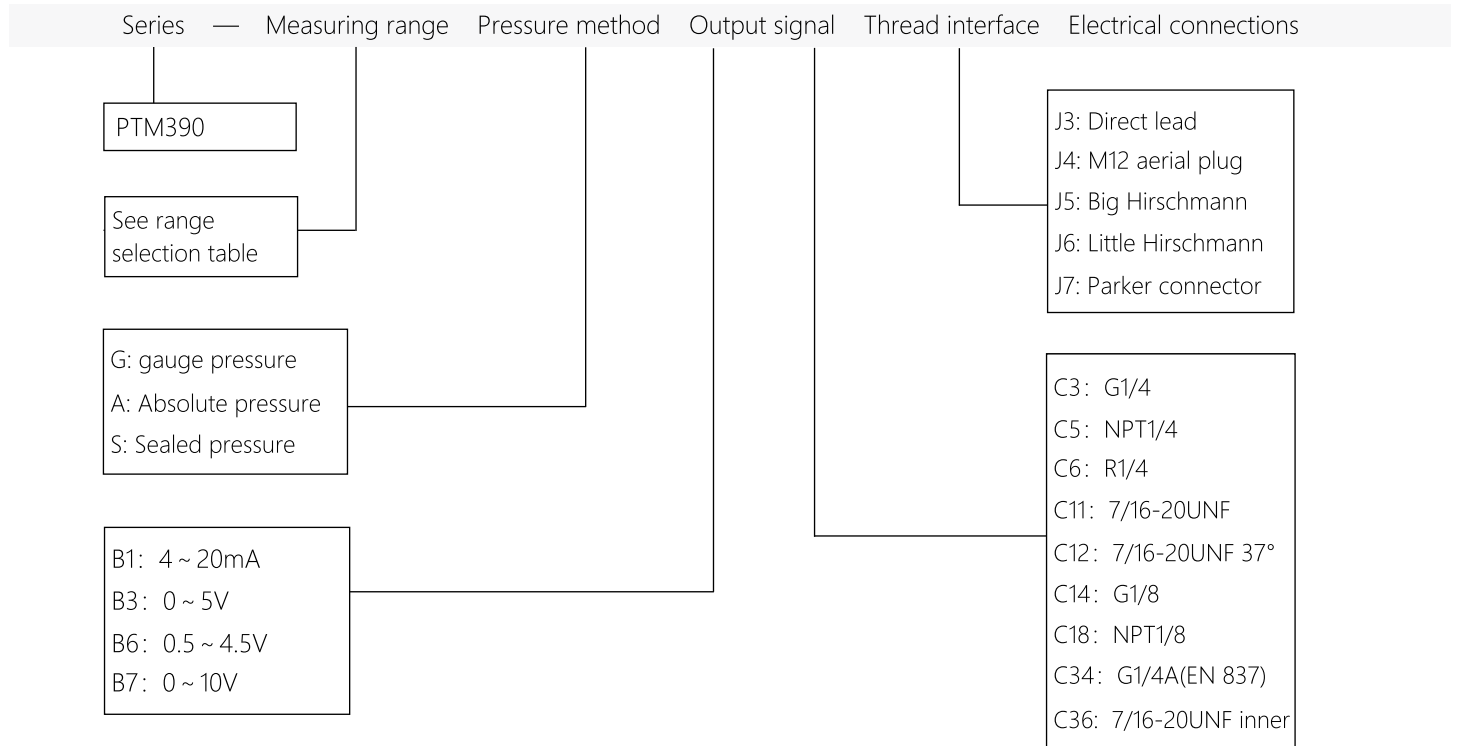 Series — Measuring range Pressure method Output signal Thread interface Electrical connections
PTM390
See range
selection table
G: gauge pressure
A: Absolute pressure
S: Sealed pressure
B1: 4 ~ 20mA
B3: 0 ~ 5V
B6: 0.5 ~ 4.5V
B7: 0 ~ 10V
J3: Direct lead
J4: M12 aerial plug
J5: Big Hirschmann
J6: Little Hirschmann
J7: Parker connector
C3: G1/4
C5: NPT1/4
C6: R1/4
C11: 7/16-20UNF
C12: 7/16-20UNF 37°
C14: G1/8
C18: NPT1/8
C34: G1/4A(EN 837)
C36: 7/16-20UNF inner